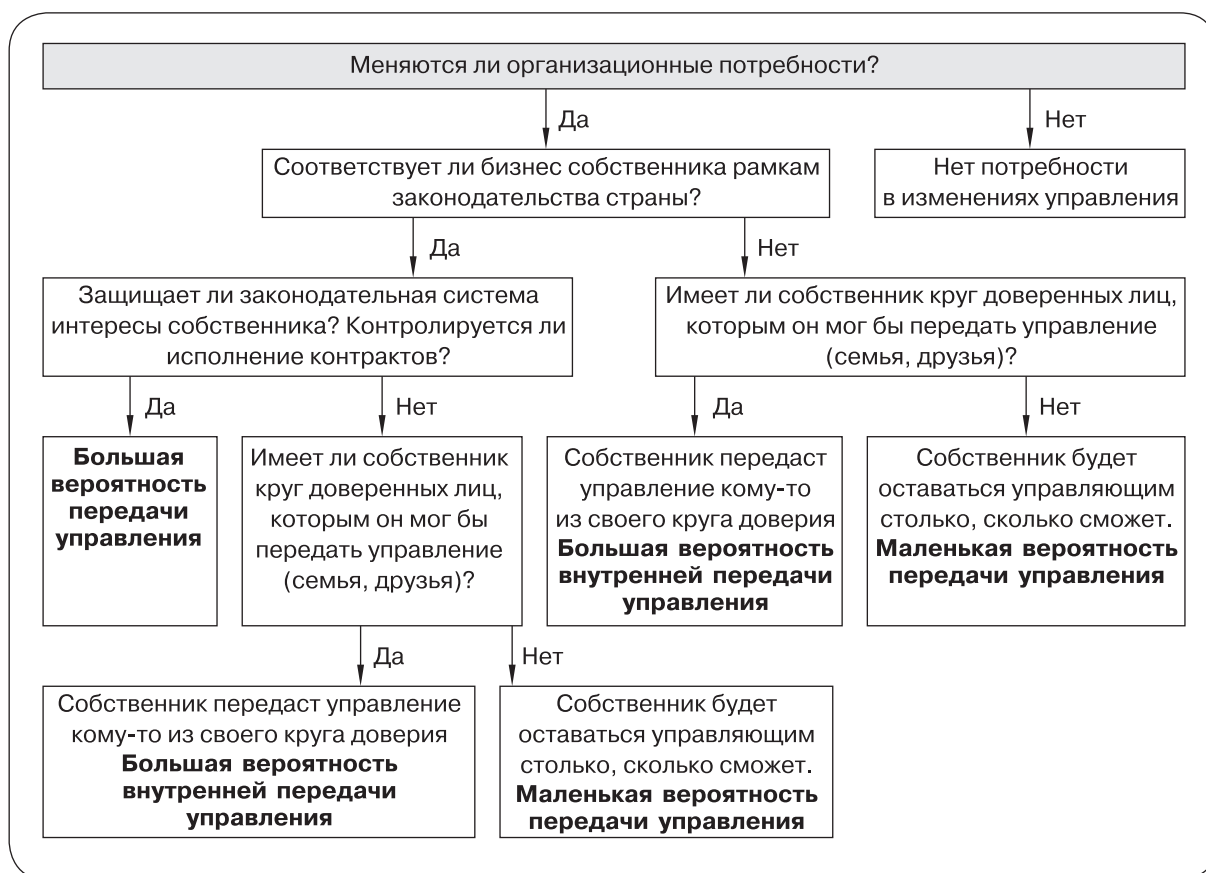 Меняются ли организационные потребности?
Да
Нет
Соответствует ли бизнес собственника рамкам
законодательства страны?
Нет потребности
в изменениях управления
Да
Нет
Защищает ли законодательная система
интересы собственника? Контролируется ли
исполнение контрактов?
Имеет ли собственник круг доверенных лиц,
которым он мог бы передать управление
(семья, друзья)?
Да
Нет
Да
Нет
Большая
вероятность
передачи
управления
Имеет ли собственник
круг доверенных лиц,
которым он мог бы
передать управление
(семья, друзья)?
Собственник передаст
управление кому-то
из своего круга доверия
Большая вероятность
внутренней передачи
управления
Собственник будет
оставаться управляющим
столько, сколько сможет.
Маленькая вероятность
передачи управления
Да
Нет
Собственник передаст управление
кому-то из своего круга доверия
Большая вероятность
внутренней передачи
управления
Собственник будет
оставаться управляющим
столько, сколько сможет.
Маленькая вероятность
передачи управления